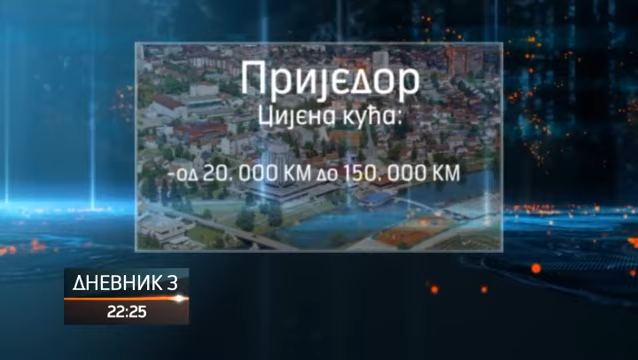 Приједор
Цијена кућа:
-од 20. 000 КМ до 150. 000 КМ
ДНЕВНИК 3
22:25